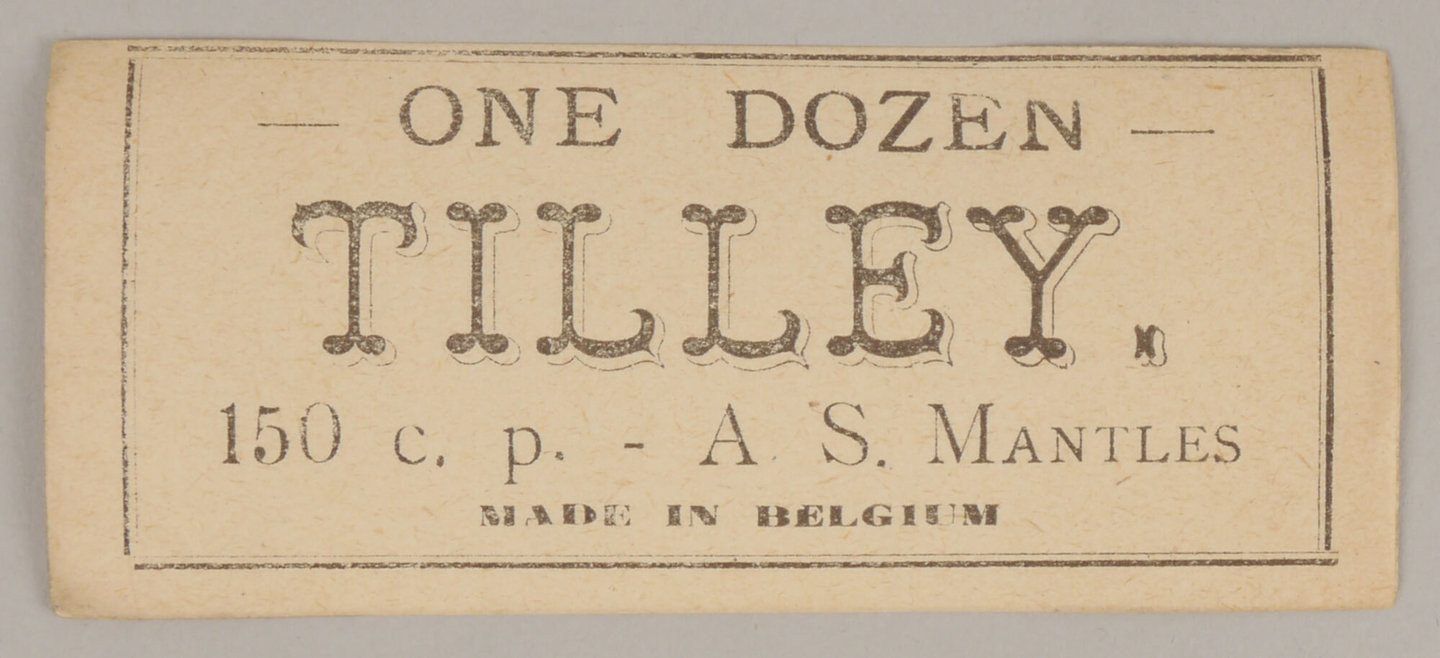 — ONE DOZEN —
TILLEY.
150 c. p. - A. S. MANTLES
MADE IN BELGIUM